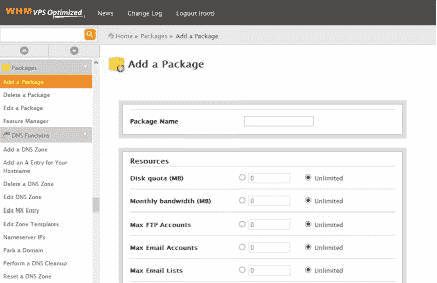 WHM VPS Optimized
News
Change Log
Logout (root)
Home » Packages » Add a Package
Packages
Add a Package
Delete a Package
Edit a Package
Feature Manager
DNS Functions
Add a DNS Zone
Add an A Entry for Your
Hostname
Delete a DNS Zone
Edit DNS Zone
Edit MX Entry
Edit Zone Templates
Nameserver IPs
Park a Domain
Perform a DNS Cleanup
Reset a DNS Zone
Add a Package
Package Name
Resources
Disk quota (MB) 0 Unlimited
Monthly bandwidth (MB) 0 Unlimited
Max FTP Accounts 0 Unlimited
Max Email Accounts 0 Unlimited
Max Email Lists 0 Unlimited